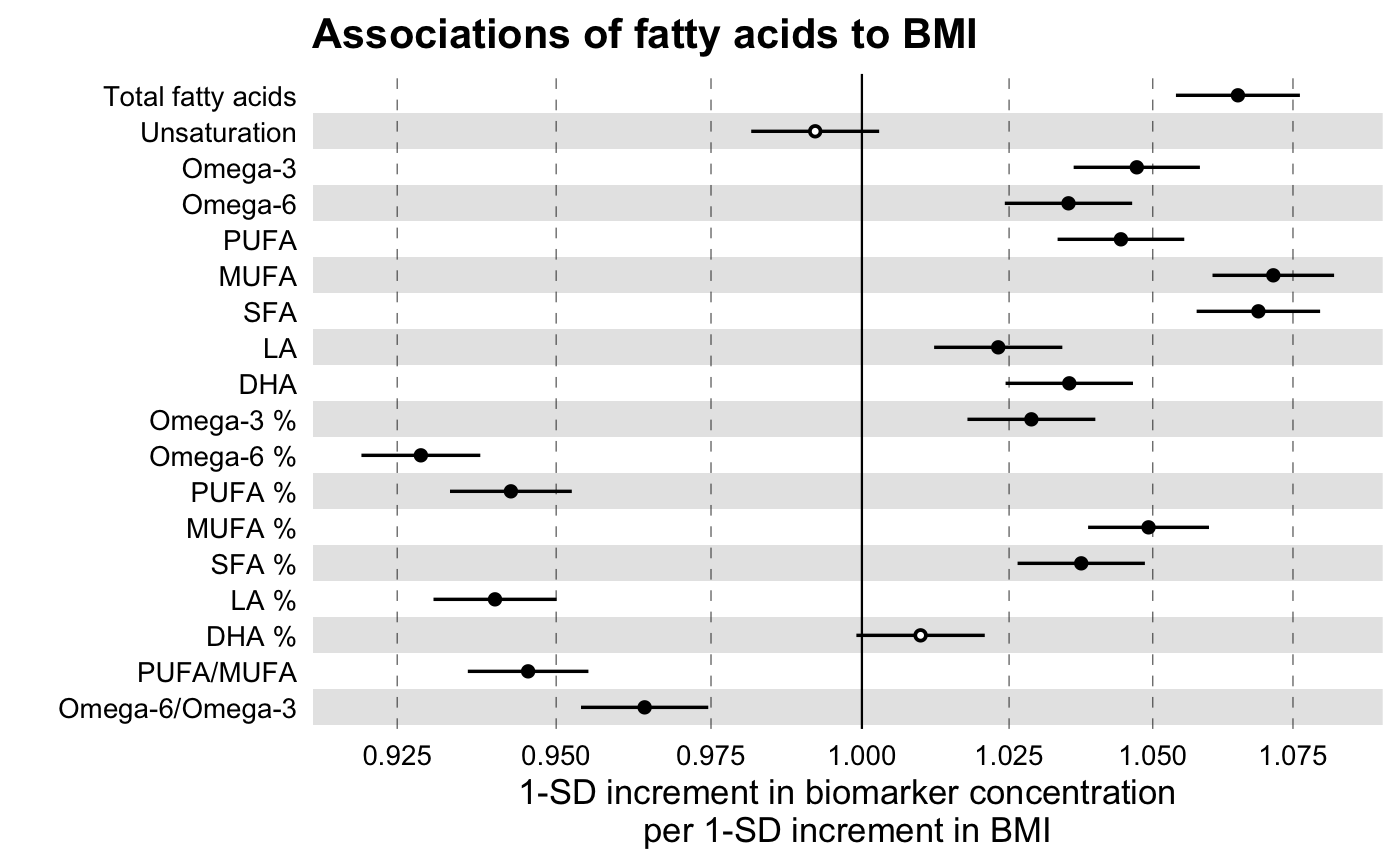 Associations of fatty acids to BMI
Total fatty acids
Unsaturation
Omega-3
Omega-6
PUFA
MUFA
SFA
LA
DHA
Omega-3 %
Omega-6 %
PUFA %
MUFA %
SFA %
LA %
DHA %
PUFA/MUFA
Omega-6/Omega-3
0.925 0.950 0.975 1.000 1.025 1.050 1.075
1-SD increment in biomarker concentration
per 1-SD increment in BMI